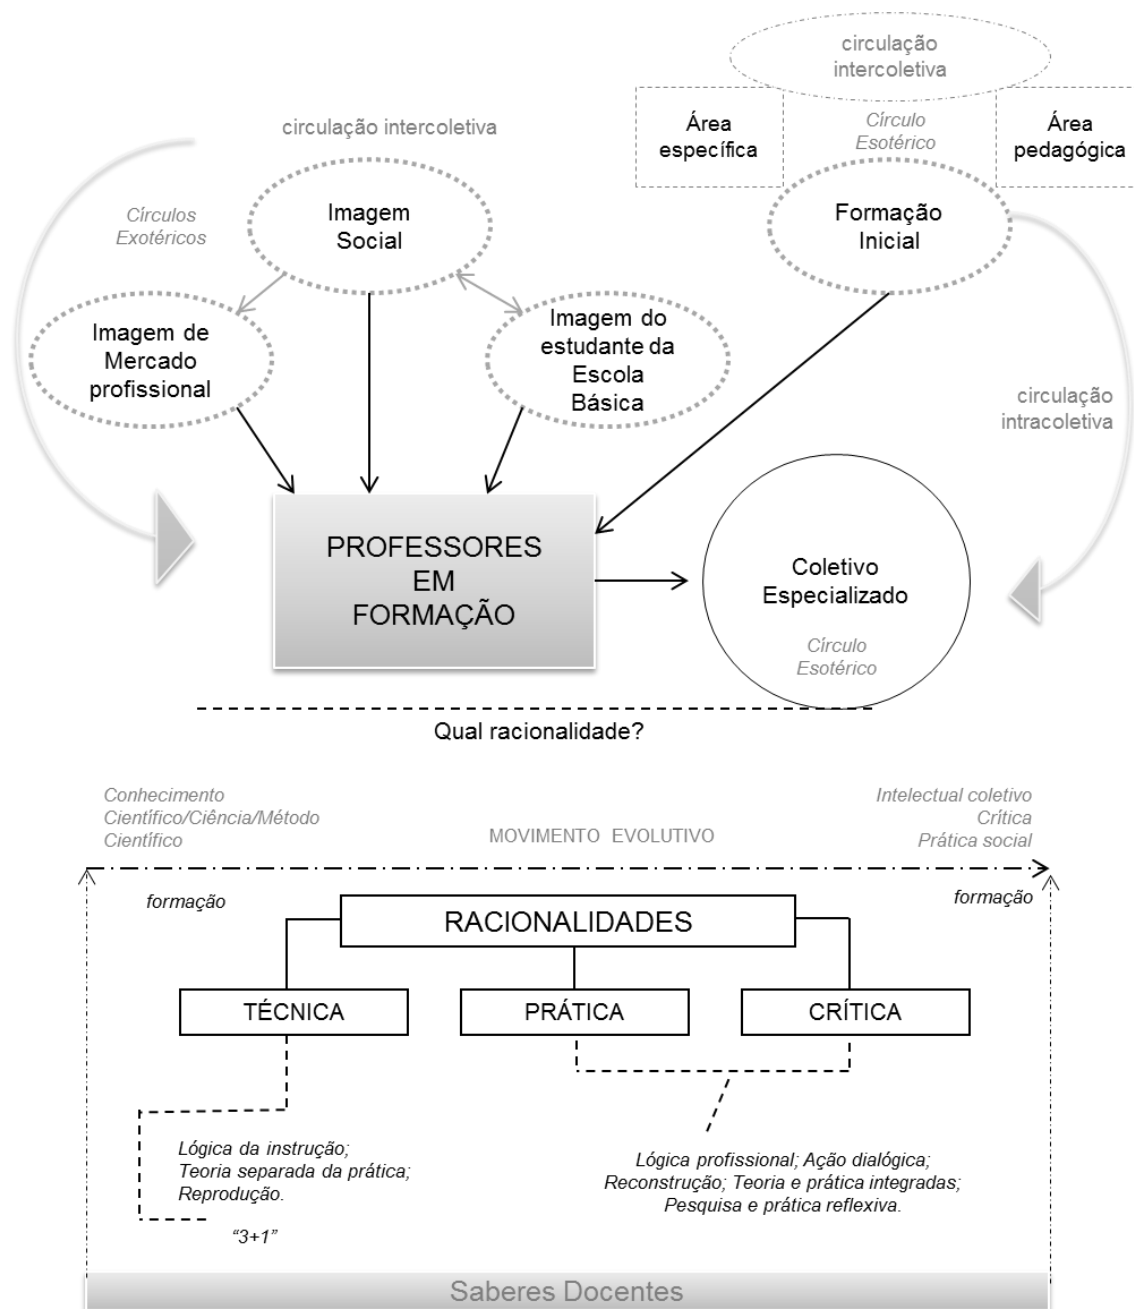 circulação
intercoletiva
Área
específica
Círculo
Esotérico
Área
pedagógica
circulação intercoletiva
Círculos
Exotéricos
Imagem
Social
Formação
Inicial
Imagem de
Mercado
profissional
Imagem do
estudante da
Escola
Básica
circulação
intracoletiva
PROFESSORES
EM
FORMAÇÃO
Coletivo
Especializado
Círculo
Esotérico
Qual racionalidade?
Conhecimento
Científico/Ciência/Método
Científico
MOVIMENTO EVOLUTIVO
Intelectual coletivo
Crítica
Prática social
formação
formação
RACIONALIDADES
TÉCNICA
PRÁTICA
CRÍTICA
Lógica da instrução;
Teoria separada da prática;
Reprodução.
“3+1”
Lógica profissional; Ação dialógica;
Reconstrução; Teoria e prática integradas;
Pesquisa e prática reflexiva.
Saberes Docentes